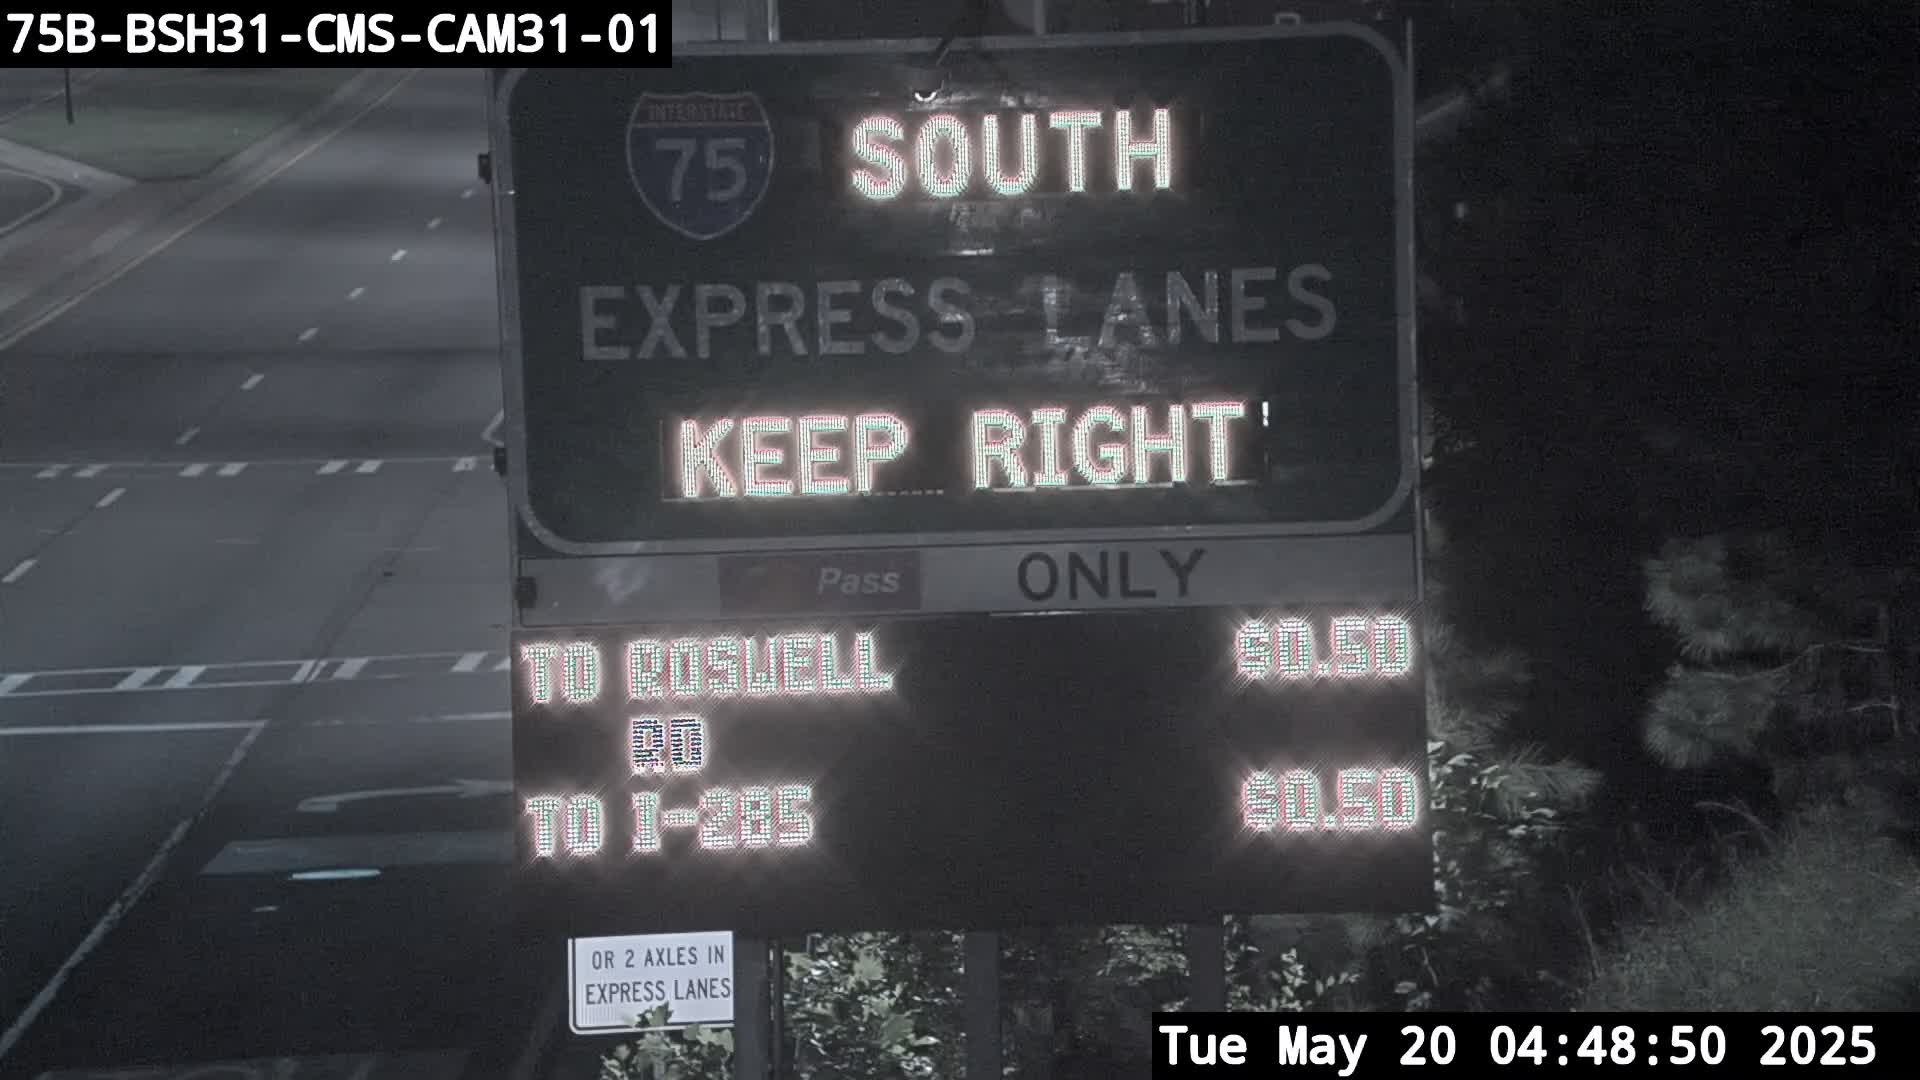 75B-BSH31-CMS-CAM31-01
INTERSTATE
75
SOUTH
EXPRESS LANES
KEEP RIGHT
Pass ONLY
TO ROSWELL $0.50
RD
TO I-285 $0.50
OR 2 AXLES IN
EXPRESS LANES
Tue May 20 04:48:50 2025